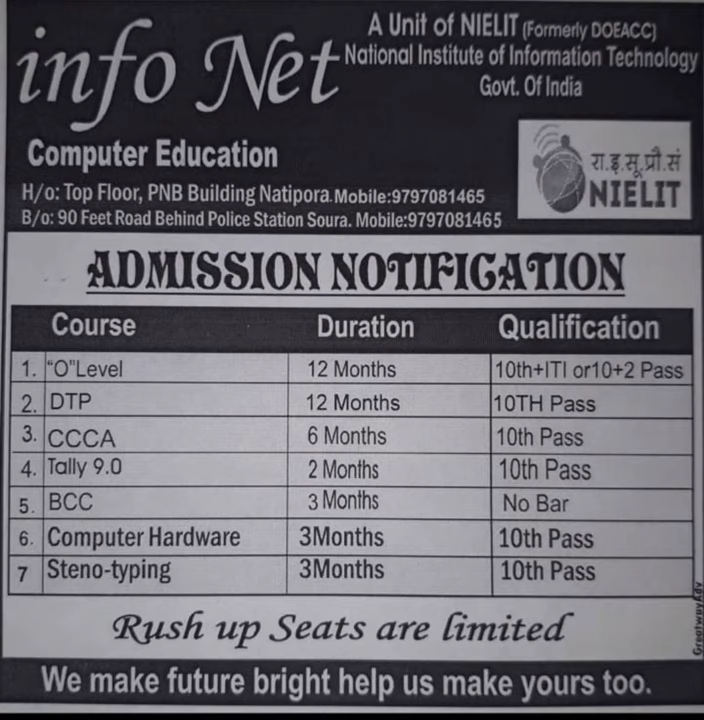 info Net
A Unit of NIELIT (Formerly DOEACC)
National Institute of Information Technology
Govt. Of India
Computer Education
रा.इ.सू.प्रौ.सं
NIELIT
H/o: Top Floor, PNB Building Natipora. Mobile:9797081465
B/o: 90 Feet Road Behind Police Station Soura. Mobile:9797081465
ADMISSION NOTIFICATION
Course Duration Qualification
1. "O"Level 12 Months 10th+ITI or10+2 Pass
2. DTP 12 Months 10TH Pass
3. CCCA 6 Months 10th Pass
4. Tally 9.0 2 Months 10th Pass
5. BCC 3 Months No Bar
6. Computer Hardware 3Months 10th Pass
7 Steno-typing 3Months 10th Pass
Rush up Seats are limited
GreatwayAdv
We make future bright help us make yours too.